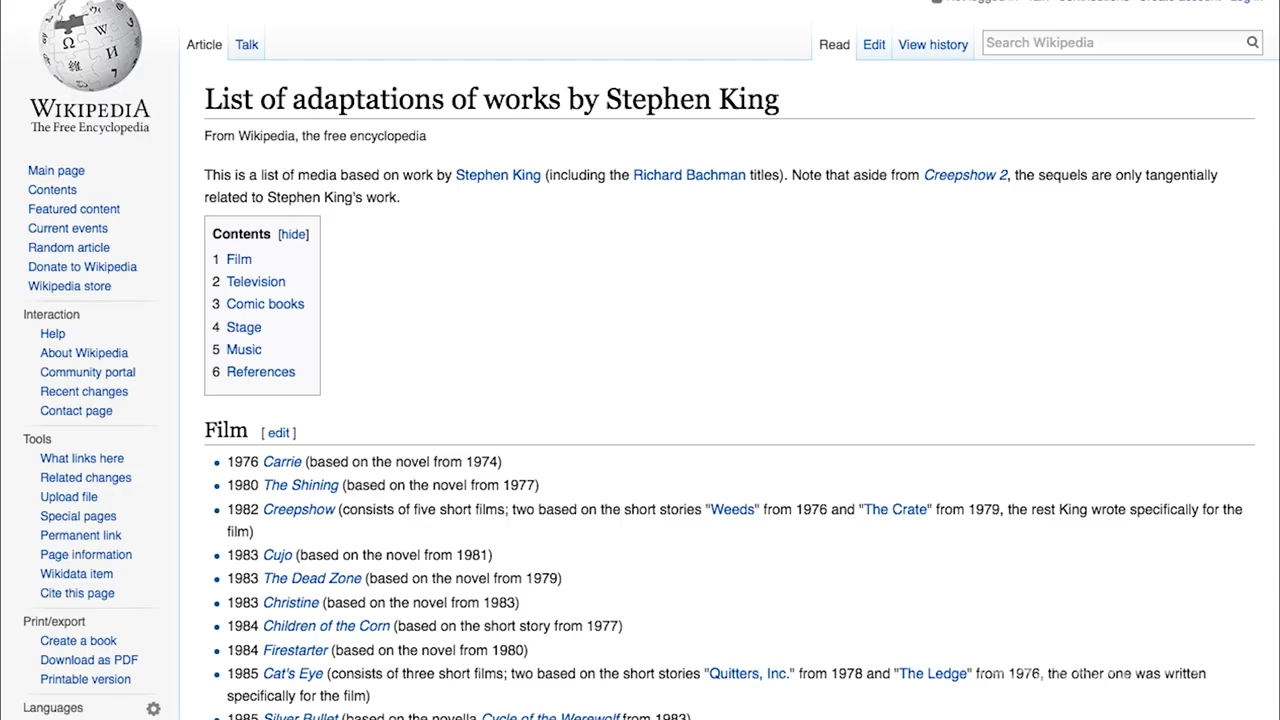 Article Talk
Read Edit View history
Search Wikipedia
WIKIPEDIA
The Free Encyclopedia
Main page
Contents
Featured content
Current events
Random article
Donate to Wikipedia
Wikipedia store
Interaction
Help
About Wikipedia
Community portal
Recent changes
Contact page
Tools
What links here
Related changes
Upload file
Special pages
Permanent link
Page information
Wikidata item
Cite this page
Print/export
Create a book
Download as PDF
Printable version
Languages
List of adaptations of works by Stephen King
From Wikipedia, the free encyclopedia
This is a list of media based on work by Stephen King (including the Richard Bachman titles). Note that aside from Creepshow 2, the sequels are only tangentially
related to Stephen King's work.
Contents [hide]
1 Film
2 Television
3 Comic books
4 Stage
5 Music
6 References
Film [ edit ]
1976 Carrie (based on the novel from 1974)
1980 The Shining (based on the novel from 1977)
1982 Creepshow (consists of five short films; two based on the short stories "Weeds" from 1976 and "The Crate" from 1979, the rest King wrote specifically for the
film)
1983 Cujo (based on the novel from 1981)
1983 The Dead Zone (based on the novel from 1979)
1983 Christine (based on the novel from 1983)
1984 Children of the Corn (based on the short story from 1977)
1984 Firestarter (based on the novel from 1980)
1985 Cat's Eye (consists of three short films; two based on the short stories "Quitters, Inc." from 1978 and "The Ledge" from 1976, the other one was written
specifically for the film)
1985 Silver Bullet (based on the novella Cycle of the Werewolf from 1983)